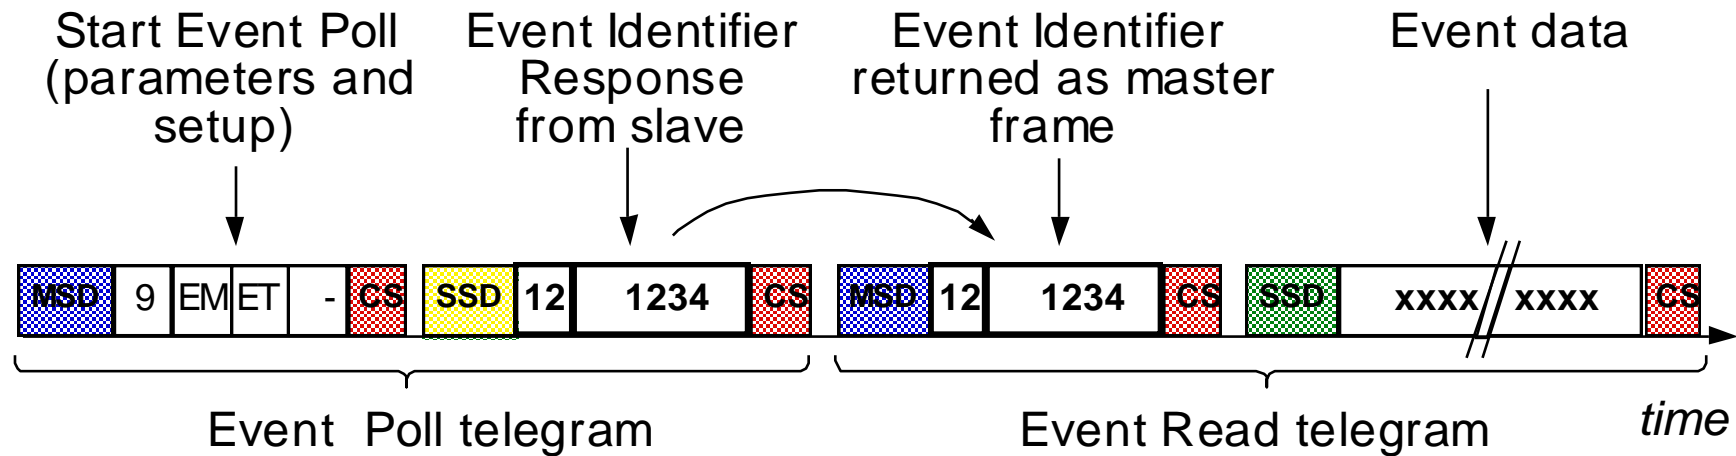 Start Event Poll
(parameters and
setup)
Event Identifier
Response
from slave
Event Identifier
returned as master
frame
Event data
MSD 9 EM ET - CS SSD 12 1234 CS MSD 12 1234 CS SSD xxxx xxxx CS
Event Poll telegram
Event Read telegram
time